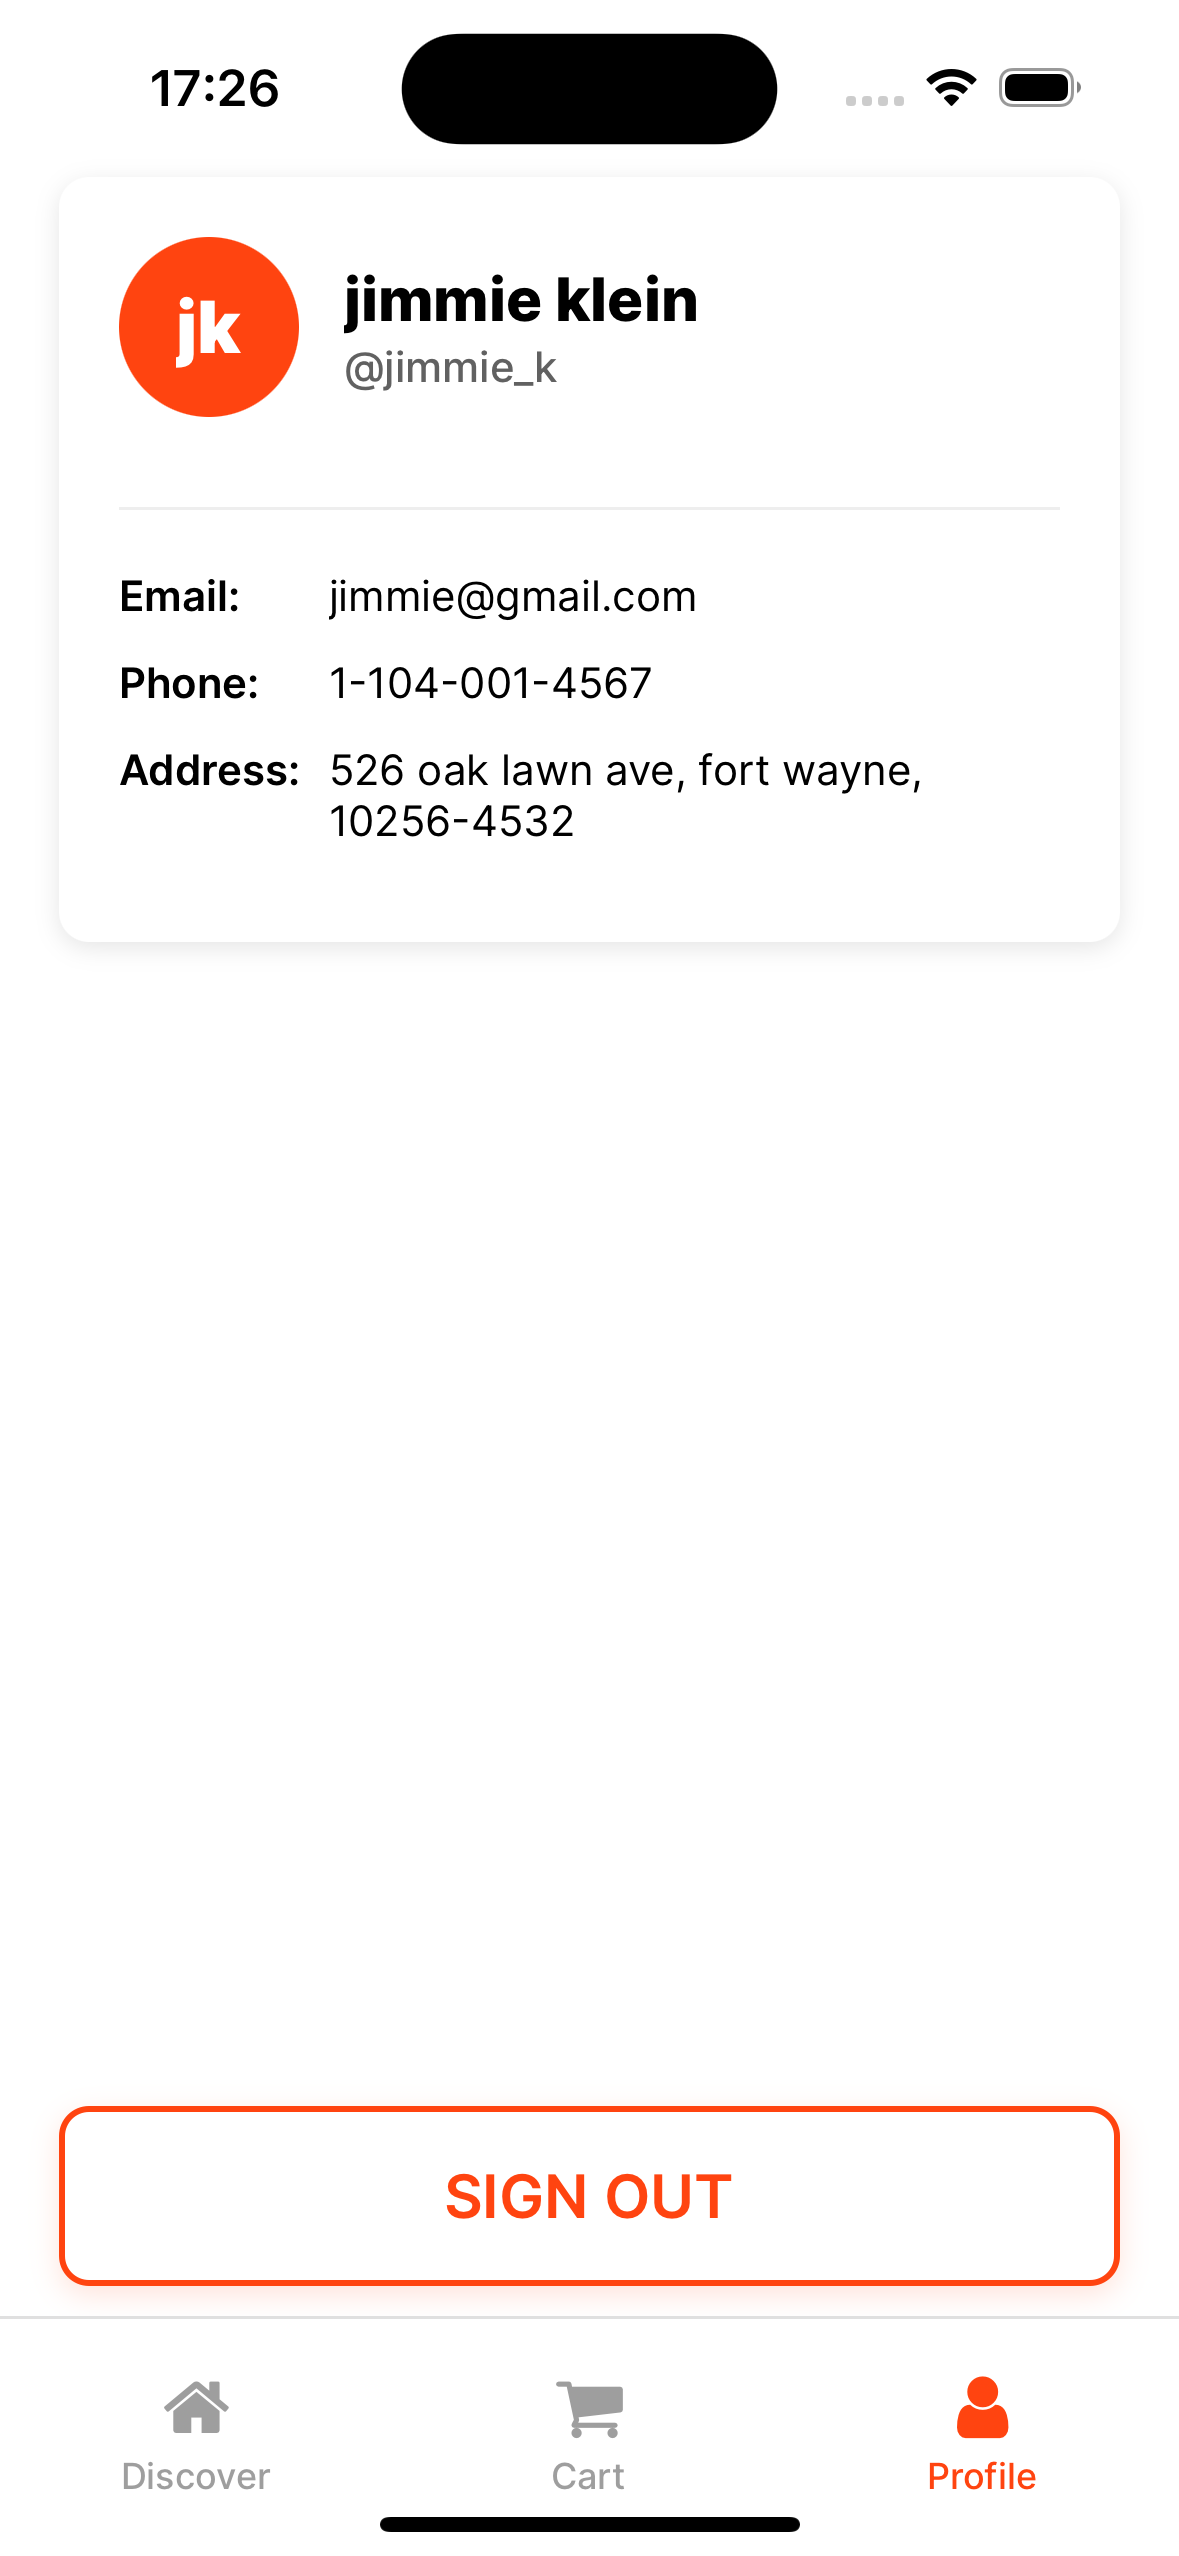 17:26
jk
jimmie klein
@jimmie_k
Email: jimmie@gmail.com
Phone: 1-104-001-4567
Address: 526 oak lawn ave, fort wayne,
10256-4532
SIGN OUT
Discover Cart Profile